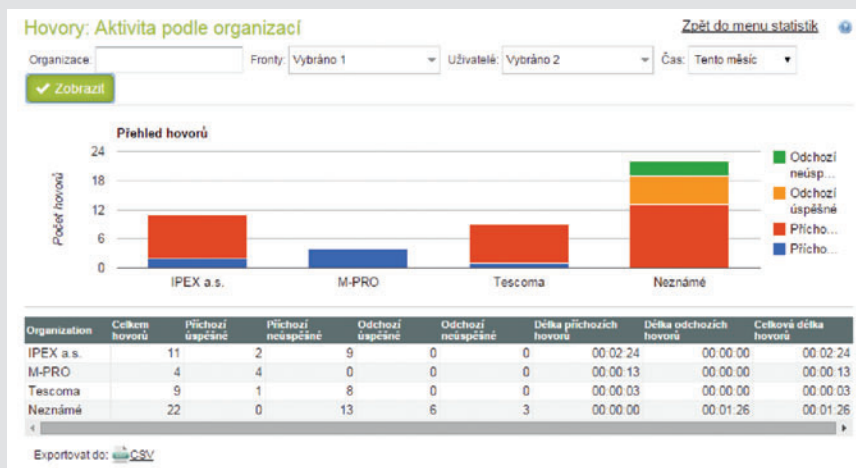 Hovory: Aktivita podle organizací
Zpět do menu statistik
Organizace:
Fronty: Vybráno 1
Uživatelé: Vybráno 2
Čas: Tento měsíc
Zobrazit
Přehled hovorů
Počet hovorů
24
18
12
6
0
IPEX a.s. M-PRO Tescoma Neznámé
Odchozí
neúsp...
Odchozí
úspěšné
Přícho...
Přícho...
Organization Celkem hovorů Příchozí úspěšné Příchozí neúspěšné Odchozí úspěšné Odchozí neúspěšné Délka příchozích hovorů Délka odchozích hovorů Celková délka hovorů
IPEX a.s. 11 2 9 0 0 00:02:24 00:00:00 00:02:24
M-PRO 4 4 0 0 0 00:00:13 00:00:00 00:00:13
Tescoma 9 1 8 0 0 00:00:03 00:00:00 00:00:03
Neznámé 22 0 13 6 3 00:00:00 00:01:26 00:01:26
Exportovat do: CSV